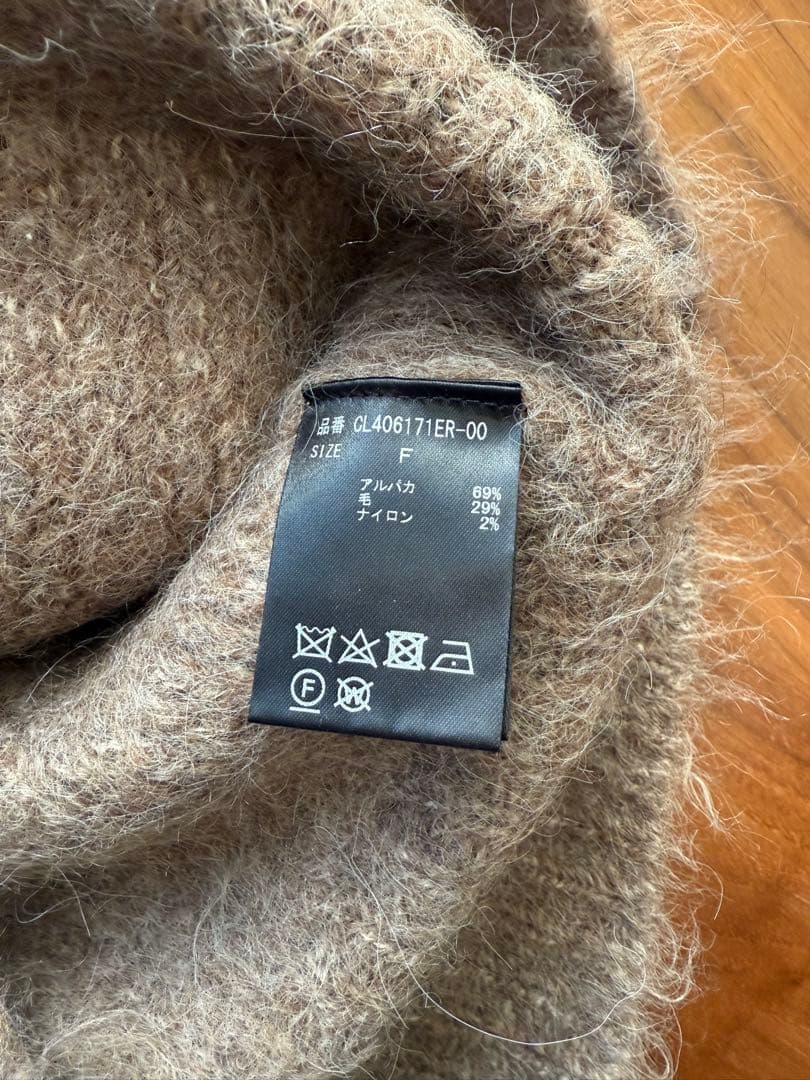 品番 CL406171ER-00
SIZE F
アルパカ 69%
毛 29%
ナイロン 2%
F W